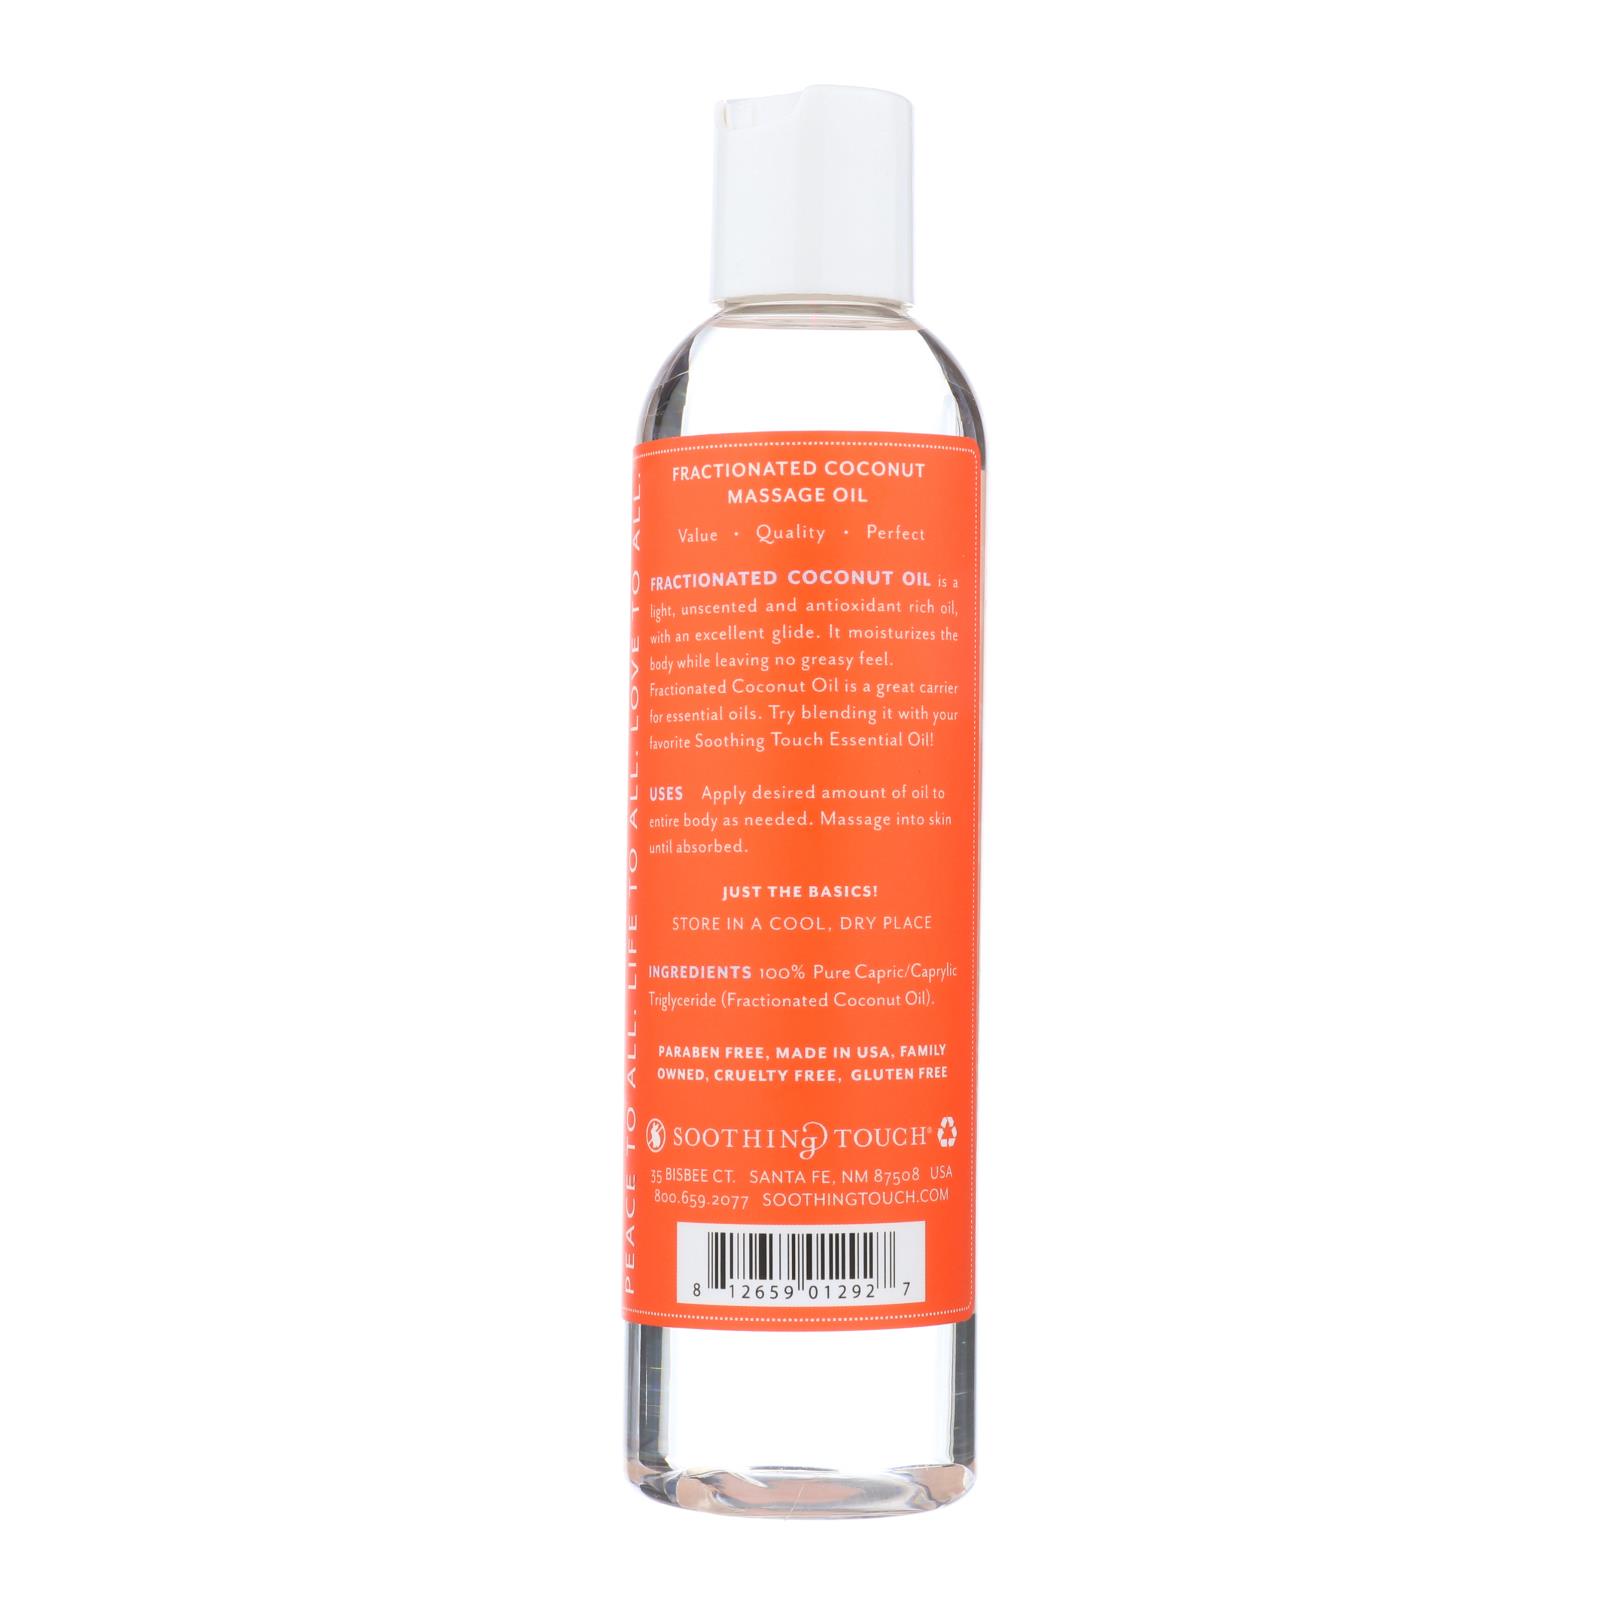 FRACTIONATED COCONUT
MASSAGE OIL
Value • Quality • Perfect
FRACTIONATED COCONUT OIL is a
light, unscented and antioxidant rich oil,
with an excellent glide. It moisturizes the
body while leaving no greasy feel.
Fractionated Coconut Oil is a great carrier
for essential oils. Try blending it with your
favorite Soothing Touch Essential Oil!
USES Apply desired amount of oil to
entire body as needed. Massage into skin
until absorbed.
JUST THE BASICS!
STORE IN A COOL, DRY PLACE
INGREDIENTS 100% Pure Capric/Caprylic
Triglyceride (Fractionated Coconut Oil).
PARABEN FREE, MADE IN USA, FAMILY
OWNED, CRUELTY FREE, GLUTEN FREE
SOOTHING TOUCH®
35 BISBEE CT. SANTA FE, NM 87508 USA
800.659.2077 SOOTHINGTOUCH.COM
8 12659 01292 7
PEACE TO ALL. LIFE TO ALL. LOVE TO ALL.